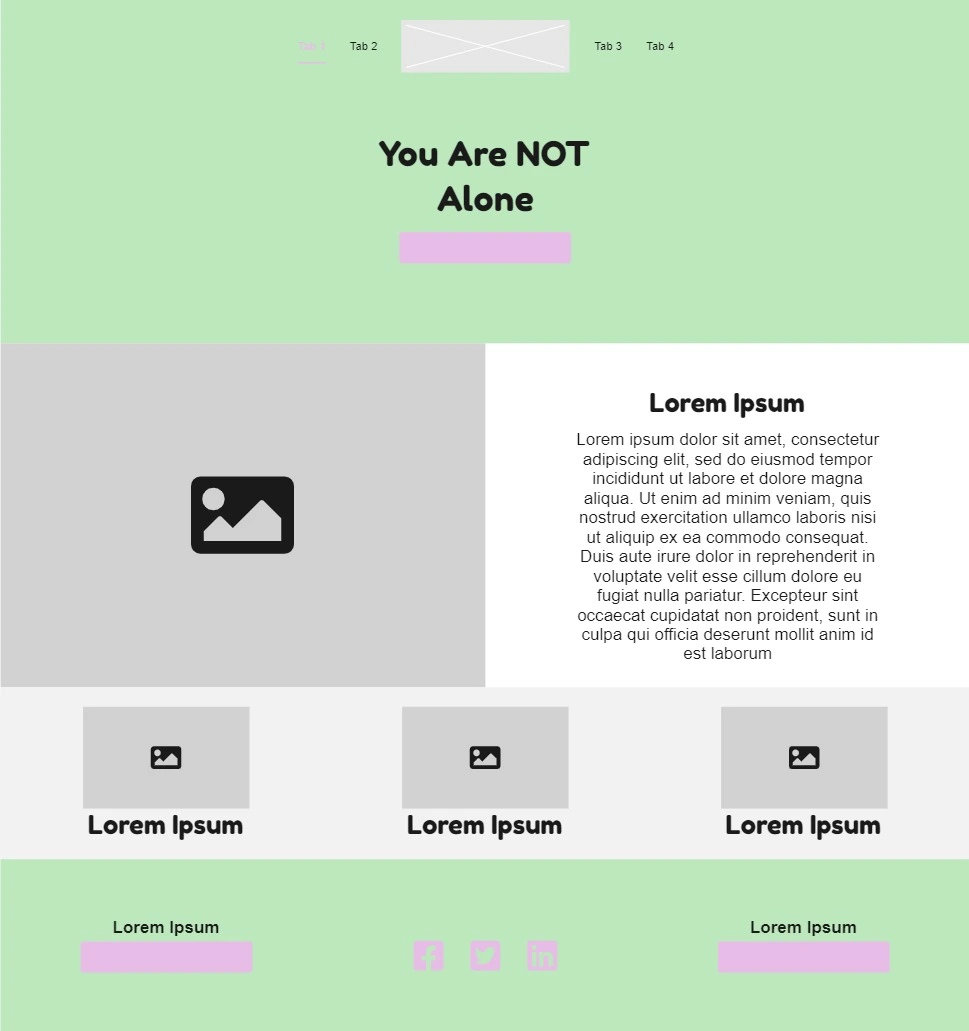 Tab 1 Tab 2 Tab 3 Tab 4
You Are NOT
Alone
Lorem Ipsum
Lorem ipsum dolor sit amet, consectetur
adipiscing elit, sed do eiusmod tempor
incididunt ut labore et dolore magna
aliqua. Ut enim ad minim veniam, quis
nostrud exercitation ullamco laboris nisi
ut aliquip ex ea commodo consequat.
Duis aute irure dolor in reprehenderit in
voluptate velit esse cillum dolore eu
fugiat nulla pariatur. Excepteur sint
occaecat cupidatat non proident, sunt in
culpa qui officia deserunt mollit anim id
est laborum
Lorem Ipsum Lorem Ipsum Lorem Ipsum
Lorem Ipsum Lorem Ipsum